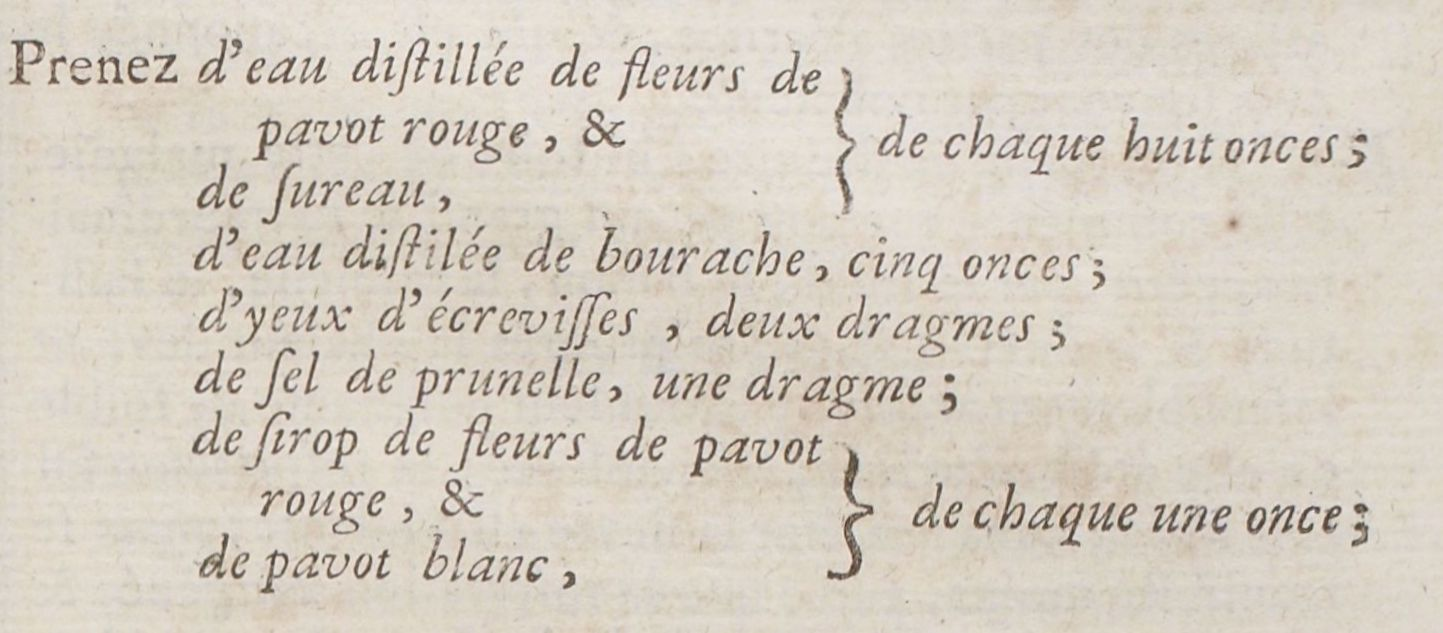 Prenez d'eau diſtillée de fleurs de
pavot rouge, &
de ſureau,
} de chaque huit onces;
d'eau diſtilée de bourache, cinq onces;
d'yeux d'écreviſſes, deux dragmes;
de ſel de prunelle, une dragme;
de ſirop de fleurs de pavot
rouge, &
de pavot blanc,
} de chaque une once;